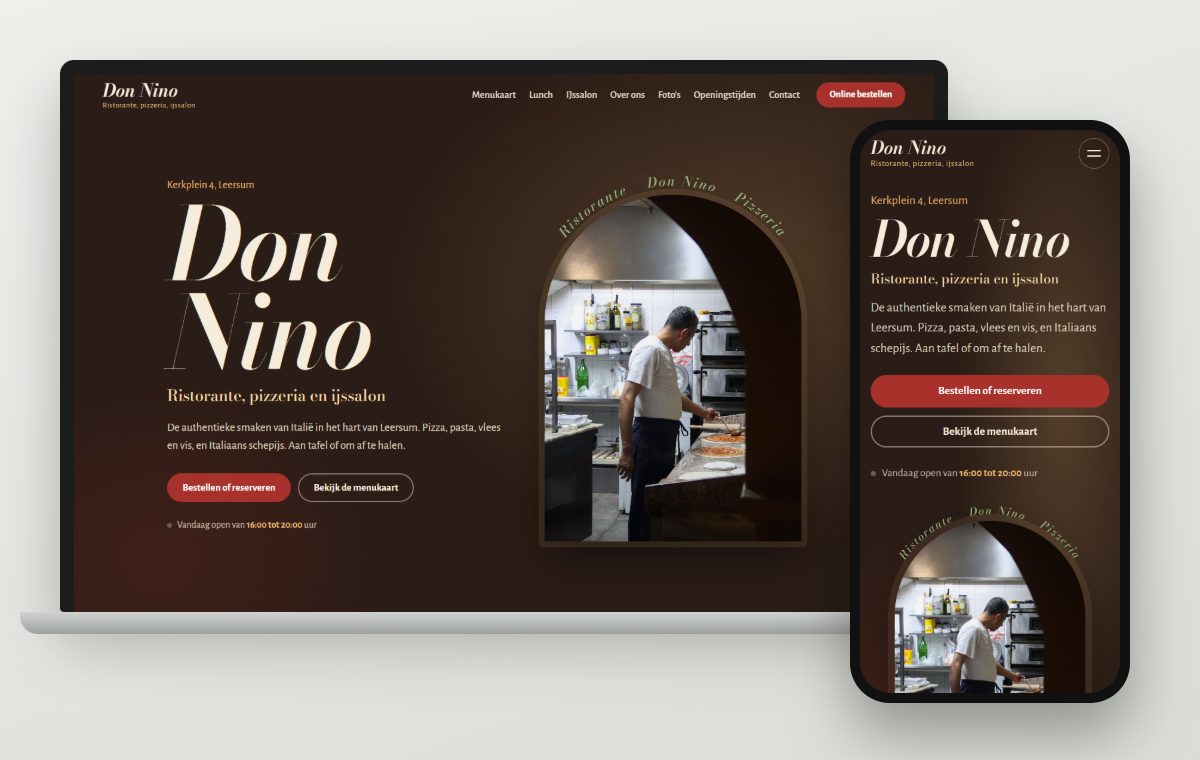 Don Nino
Ristorante, pizzeria, ijssalon
Menukaart Lunch IJssalon Over ons Foto's Openingstijden Contact Online bestellen
Kerkplein 4, Leersum
Don
Nino
Ristorante, pizzeria en ijssalon
De authentieke smaken van Italië in het hart van Leersum. Pizza, pasta, vlees
en vis, en Italiaans schepijs. Aan tafel of om af te halen.
Bestellen of reserveren Bekijk de menukaart
Vandaag open van 16:00 tot 20:00 uur
Ristorante Don Nino Pizzeria
Don Nino
Ristorante, pizzeria, ijssalon
Kerkplein 4, Leersum
Don Nino
Ristorante, pizzeria en ijssalon
De authentieke smaken van Italië in het hart van
Leersum. Pizza, pasta, vlees en vis, en Italiaans
schepijs. Aan tafel of om af te halen.
Bestellen of reserveren
Bekijk de menukaart
Vandaag open van 16:00 tot 20:00 uur
Ristorante Don Nino Pizzeria